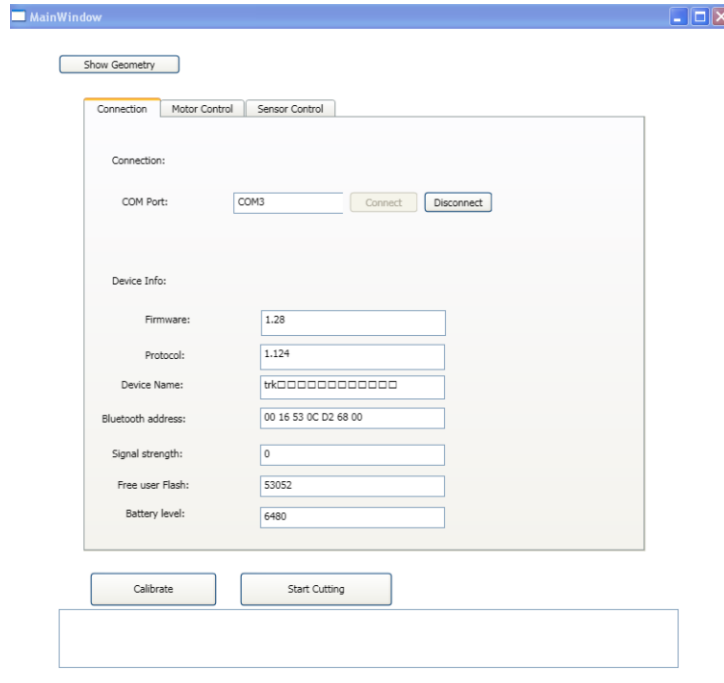 MainWindow
Show Geometry
Connection Motor Control Sensor Control
Connection:
COM Port: COM3 Connect Disconnect
Device Info:
Firmware: 1.28
Protocol: 1.124
Device Name: trk□□□□□□□□□□□□
Bluetooth address: 00 16 53 0C D2 68 00
Signal strength: 0
Free user Flash: 53052
Battery level: 6480
Calibrate Start Cutting